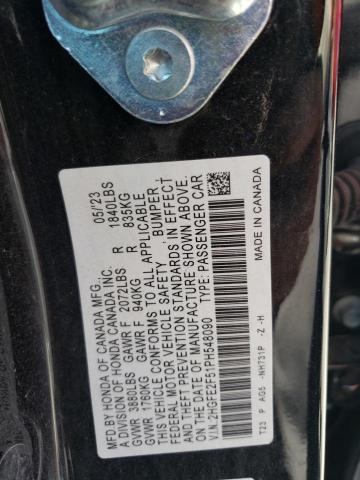 MFD BY HONDA OF CANADA MFG. 05/'23
A DIVISION OF HONDA CANADA INC.
GVWR 3880LBS GAWR F 2072LBS R 1840LBS
GVWR 1760KG GAWR F 940KG R 835KG
THIS VEHICLE CONFORMS TO ALL APPLICABLE
FEDERAL MOTOR VEHICLE SAFETY, BUMPER,
AND THEFT PREVENTION STANDARDS IN EFFECT
ON THE DATE OF MANUFACTURE SHOWN ABOVE.
V.I.N: 2HGFE2F51PH548090 TYPE: PASSENGER CAR
T23 P AG5 -NH731P -Z -H MADE IN CANADA